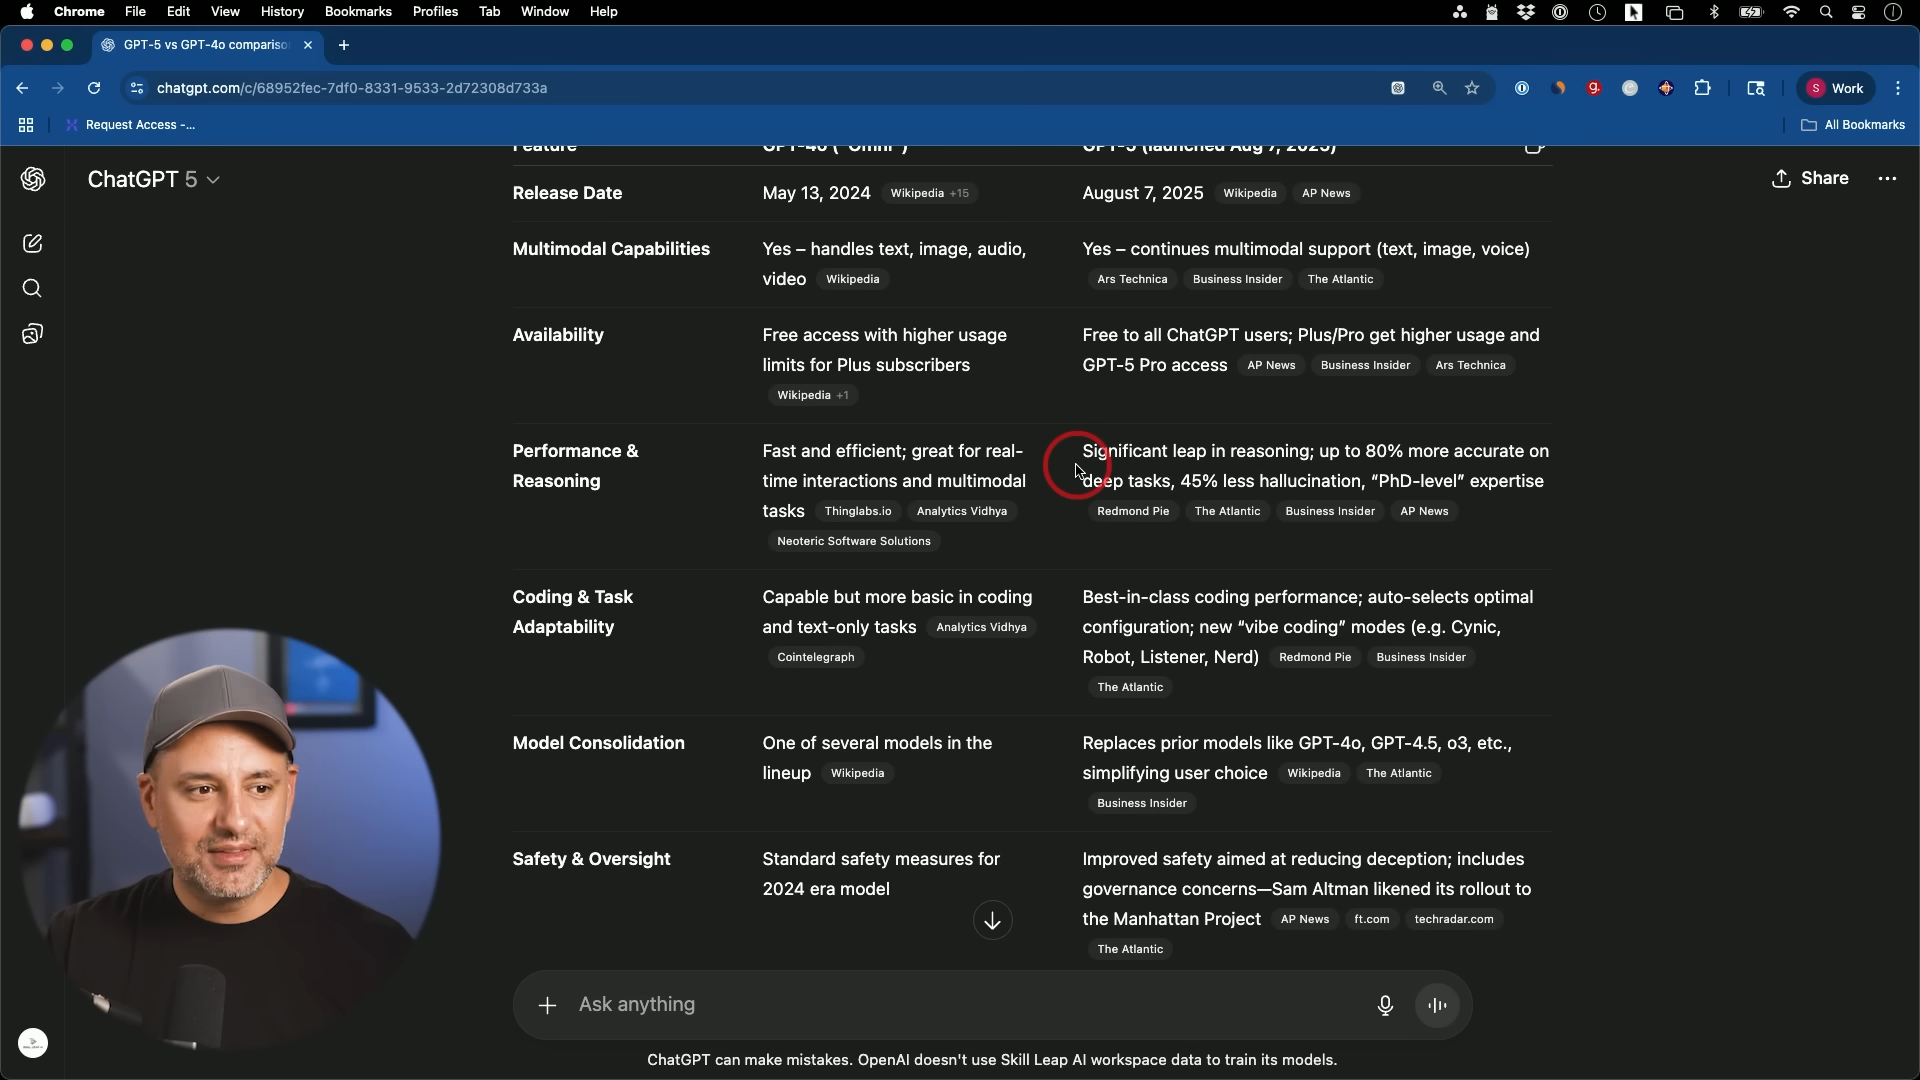 Chrome File Edit View History Bookmarks Profiles Tab Window Help
GPT-5 vs GPT-4o compariso
chatgpt.com/c/68952fec-7df0-8331-9533-2d72308d733a
S Work
Request Access -...
All Bookmarks
ChatGPT 5
Share
Feature GPT-4o ("Omni") GPT-5 (launched Aug 7, 2025)
Release Date May 13, 2024 Wikipedia +15 August 7, 2025 Wikipedia AP News
Multimodal Capabilities Yes – handles text, image, audio, Yes – continues multimodal support (text, image, voice)
video Wikipedia Ars Technica Business Insider The Atlantic
Availability Free access with higher usage Free to all ChatGPT users; Plus/Pro get higher usage and
limits for Plus subscribers GPT-5 Pro access AP News Business Insider Ars Technica
Wikipedia +1
Performance & Fast and efficient; great for real- Significant leap in reasoning; up to 80% more accurate on
Reasoning time interactions and multimodal deep tasks, 45% less hallucination, “PhD-level” expertise
tasks Thinglabs.io Analytics Vidhya Redmond Pie The Atlantic Business Insider AP News
Neoteric Software Solutions
Coding & Task Capable but more basic in coding Best-in-class coding performance; auto-selects optimal
Adaptability and text-only tasks Analytics Vidhya configuration; new “vibe coding” modes (e.g. Cynic,
Cointelegraph Robot, Listener, Nerd) Redmond Pie Business Insider
The Atlantic
Model Consolidation One of several models in the Replaces prior models like GPT-4o, GPT-4.5, o3, etc.,
lineup Wikipedia simplifying user choice Wikipedia The Atlantic
Business Insider
Safety & Oversight Standard safety measures for Improved safety aimed at reducing deception; includes
2024 era model governance concerns—Sam Altman likened its rollout to
the Manhattan Project AP News ft.com techradar.com
The Atlantic
Ask anything
ChatGPT can make mistakes. OpenAI doesn't use Skill Leap AI workspace data to train its models.